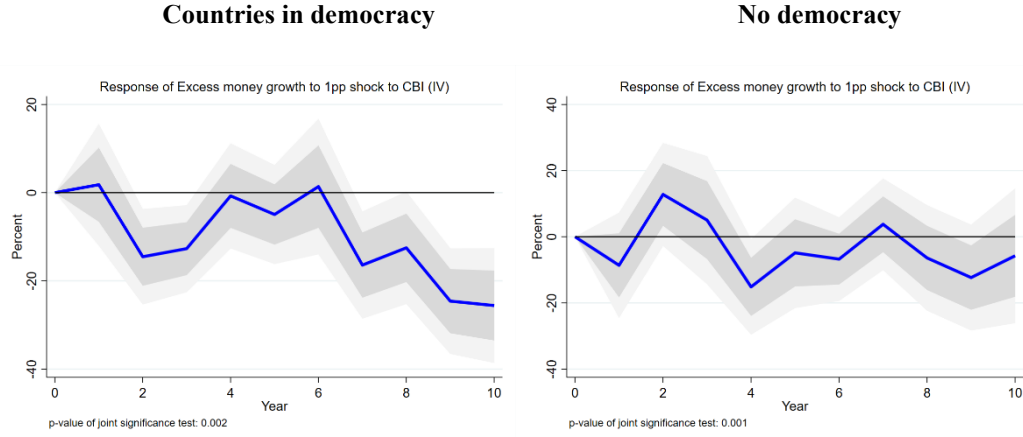 Countries in democracy
No democracy
Response of Excess money growth to 1pp shock to CBI (IV)
20
0
-20
-40
Percent
0 2 4 6 8 10
Year
p-value of joint significance test: 0.002
Response of Excess money growth to 1pp shock to CBI (IV)
40
20
0
-20
-40
Percent
0 2 4 6 8 10
Year
p-value of joint significance test: 0.001